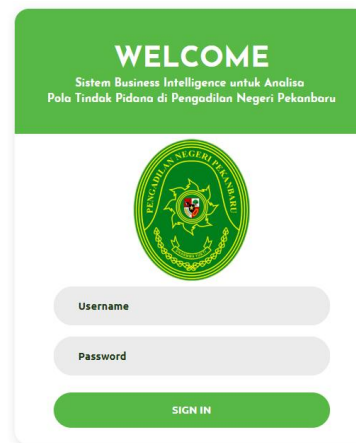 WELCOME
Sistem Business Intelligence untuk Analisa
Pola Tindak Pidana di Pengadilan Negeri Pekanbaru
PENGADILAN NEGERI PEKANBARU
Username
Password
SIGN IN